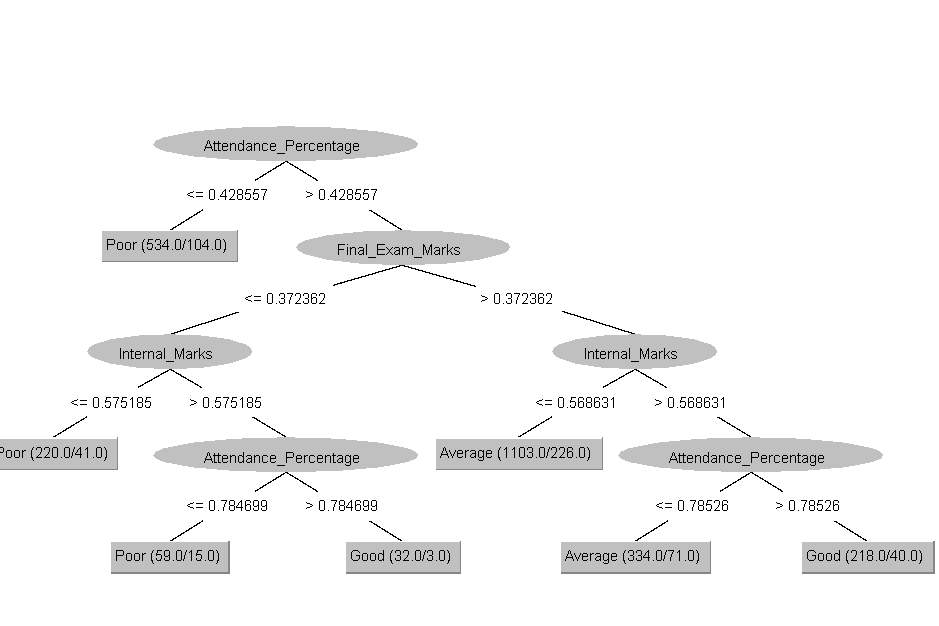 Attendance_Percentage
<= 0.428557 > 0.428557
Poor (534.0/104.0) Final_Exam_Marks
<= 0.372362 > 0.372362
Internal_Marks Internal_Marks
<= 0.575185 > 0.575185 <= 0.568631 > 0.568631
Poor (220.0/41.0) Attendance_Percentage Average (1103.0/226.0) Attendance_Percentage
<= 0.784699 > 0.784699 <= 0.78526 > 0.78526
Poor (59.0/15.0) Good (32.0/3.0) Average (334.0/71.0) Good (218.0/40.0)